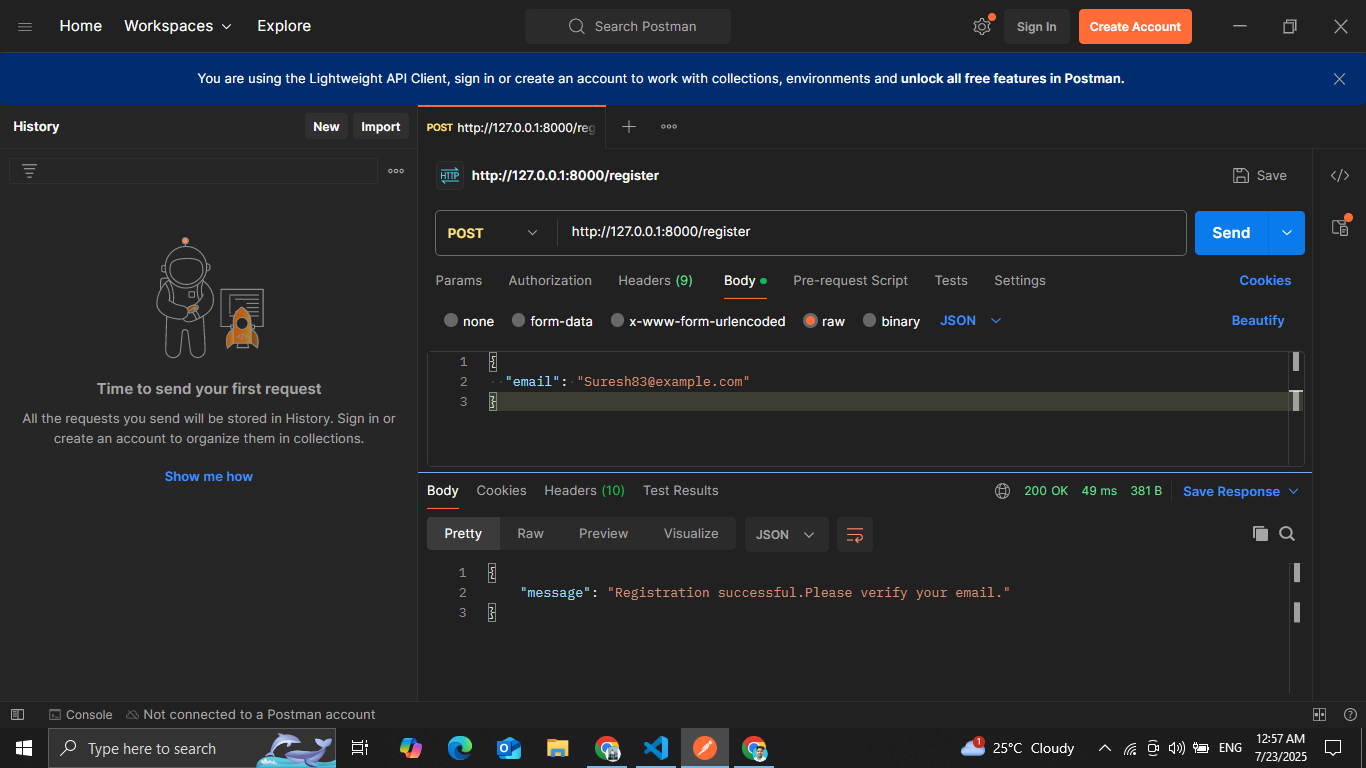 Home Workspaces Explore Search Postman Sign In Create Account
You are using the Lightweight API Client, sign in or create an account to work with collections, environments and unlock all free features in Postman.
History New Import
POST http://127.0.0.1:8000/reg
HTTP http://127.0.0.1:8000/register Save
POST http://127.0.0.1:8000/register Send
Params Authorization Headers (9) Body Pre-request Script Tests Settings Cookies
none form-data x-www-form-urlencoded raw binary JSON Beautify
1 {
2 "email": "Suresh83@example.com"
3 }
Time to send your first request
All the requests you send will be stored in History. Sign in or
create an account to organize them in collections.
Show me how
Body Cookies Headers (10) Test Results 200 OK 49 ms 381 B Save Response
Pretty Raw Preview Visualize JSON
1 {
2 "message": "Registration successful.Please verify your email."
3 }
Console Not connected to a Postman account
Type here to search 1 25°C Cloudy ENG 12:57 AM
7/23/2025